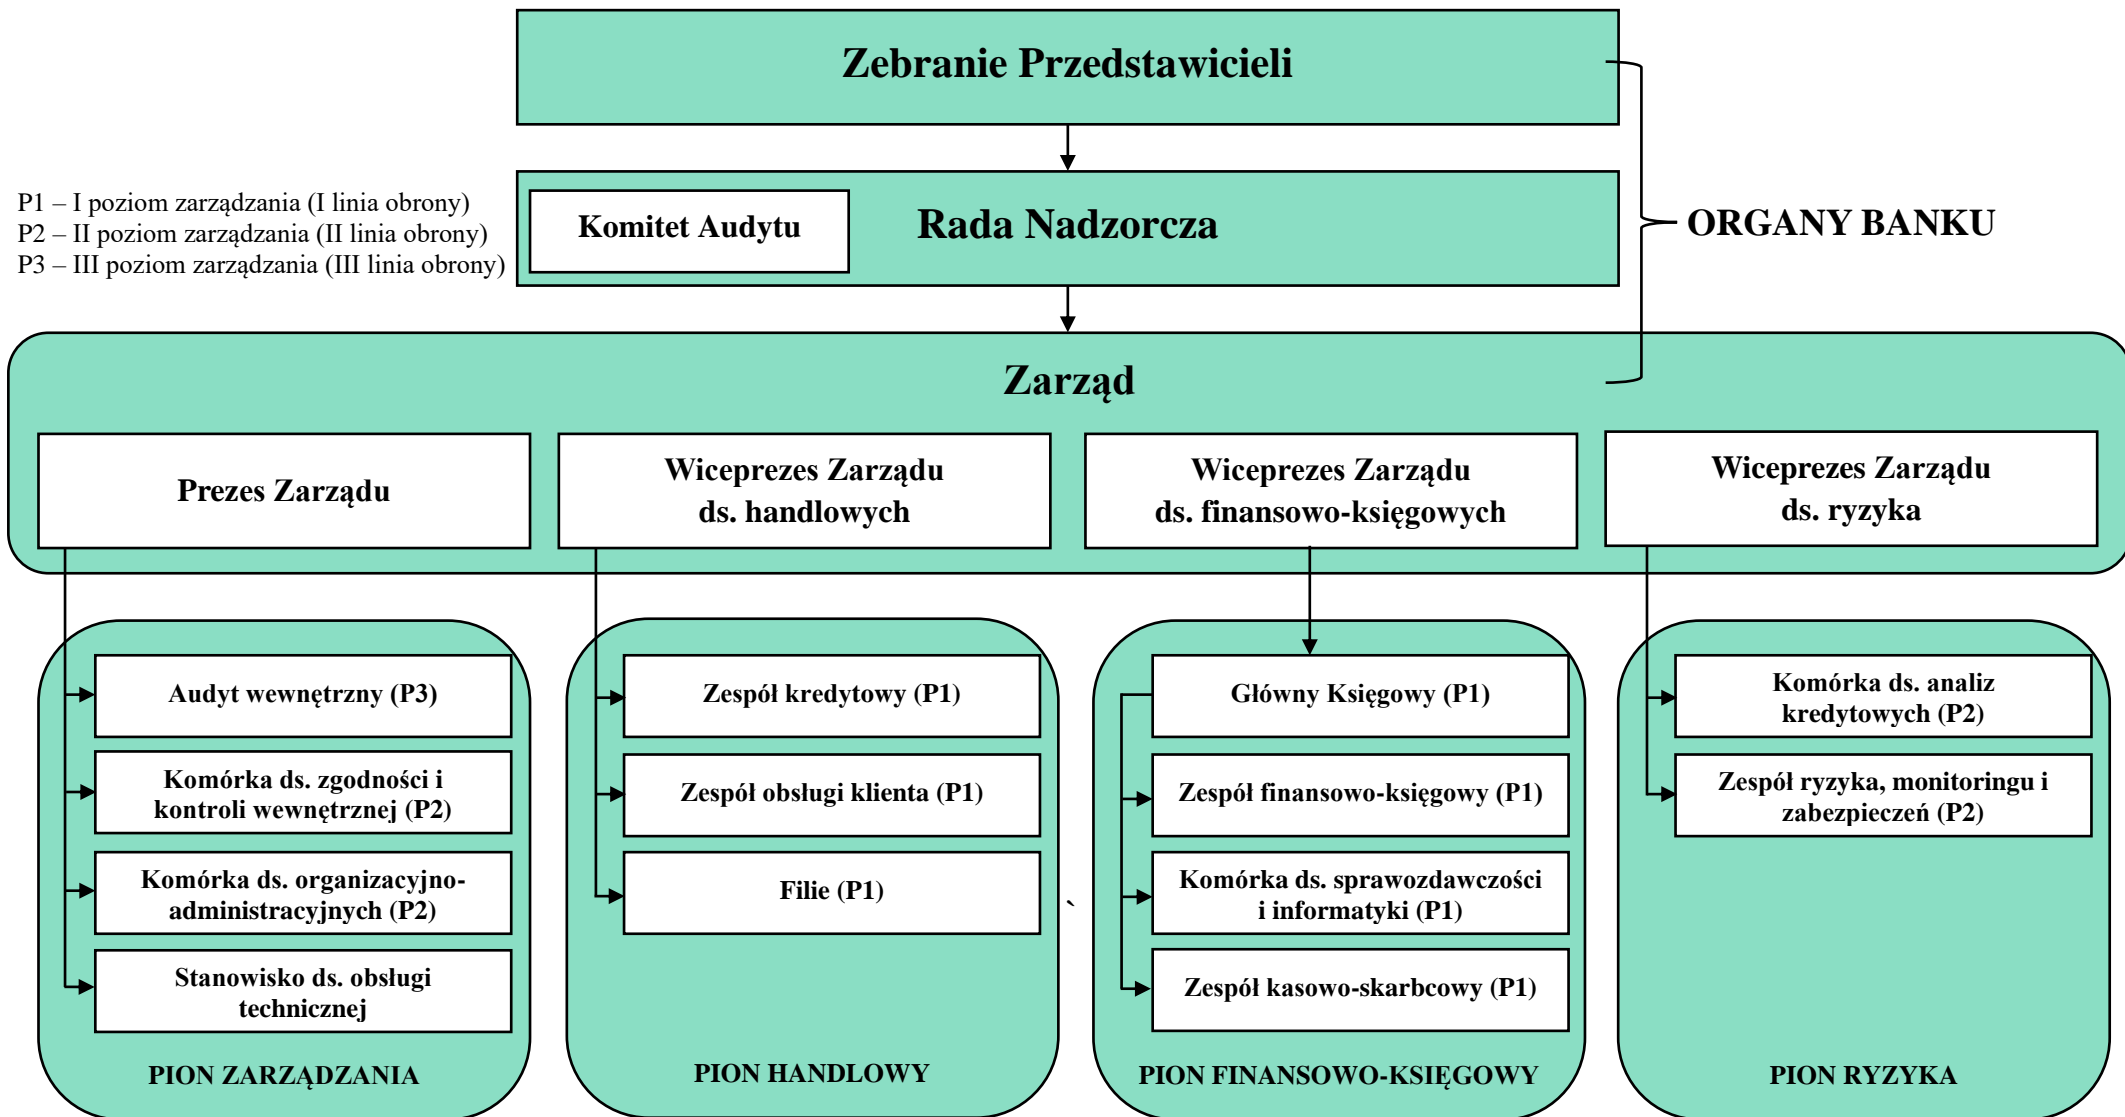 Zebranie Przedstawicieli
P1 – I poziom zarządzania (I linia obrony)
P2 – II poziom zarządzania (II linia obrony)
P3 – III poziom zarządzania (III linia obrony)
Komitet Audytu
Rada Nadzorcza
ORGANY BANKU
Zarząd
Prezes Zarządu
Wiceprezes Zarządu
ds. handlowych
Wiceprezes Zarządu
ds. finansowo-księgowych
Wiceprezes Zarządu
ds. ryzyka
Audyt wewnętrzny (P3)
Komórka ds. zgodności i
kontroli wewnętrznej (P2)
Komórka ds. organizacyjno-
administracyjnych (P2)
Stanowisko ds. obsługi
technicznej
PION ZARZĄDZANIA
Zespół kredytowy (P1)
Zespół obsługi klienta (P1)
Filie (P1)
PION HANDLOWY
`
Główny Księgowy (P1)
Zespół finansowo-księgowy (P1)
Komórka ds. sprawozdawczości
i informatyki (P1)
Zespół kasowo-skarbcowy (P1)
PION FINANSOWO-KSIĘGOWY
Komórka ds. analiz
kredytowych (P2)
Zespół ryzyka, monitoringu i
zabezpieczeń (P2)
PION RYZYKA